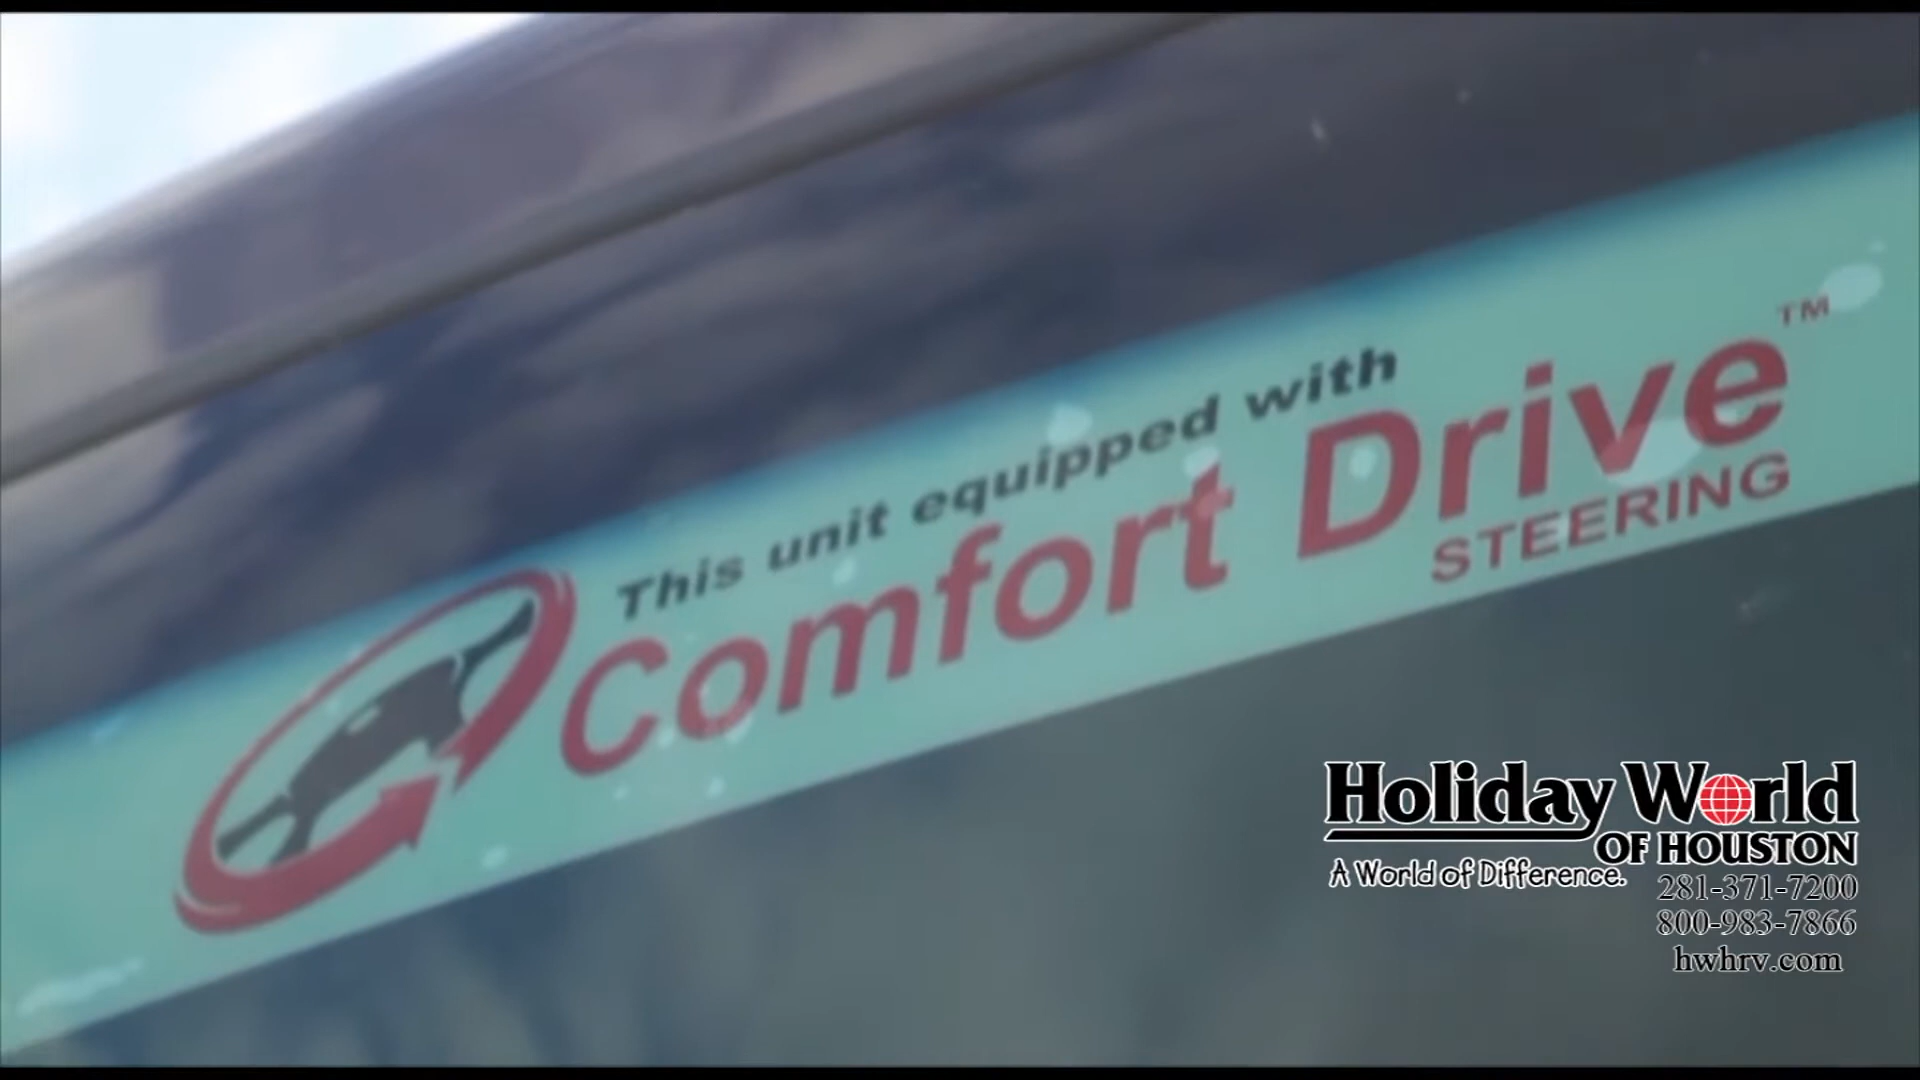 This unit equipped with
Comfort Drive™
STEERING
Holiday World
OF HOUSTON
A World of Difference.
281-371-7200
800-983-7866
hwhrv.com